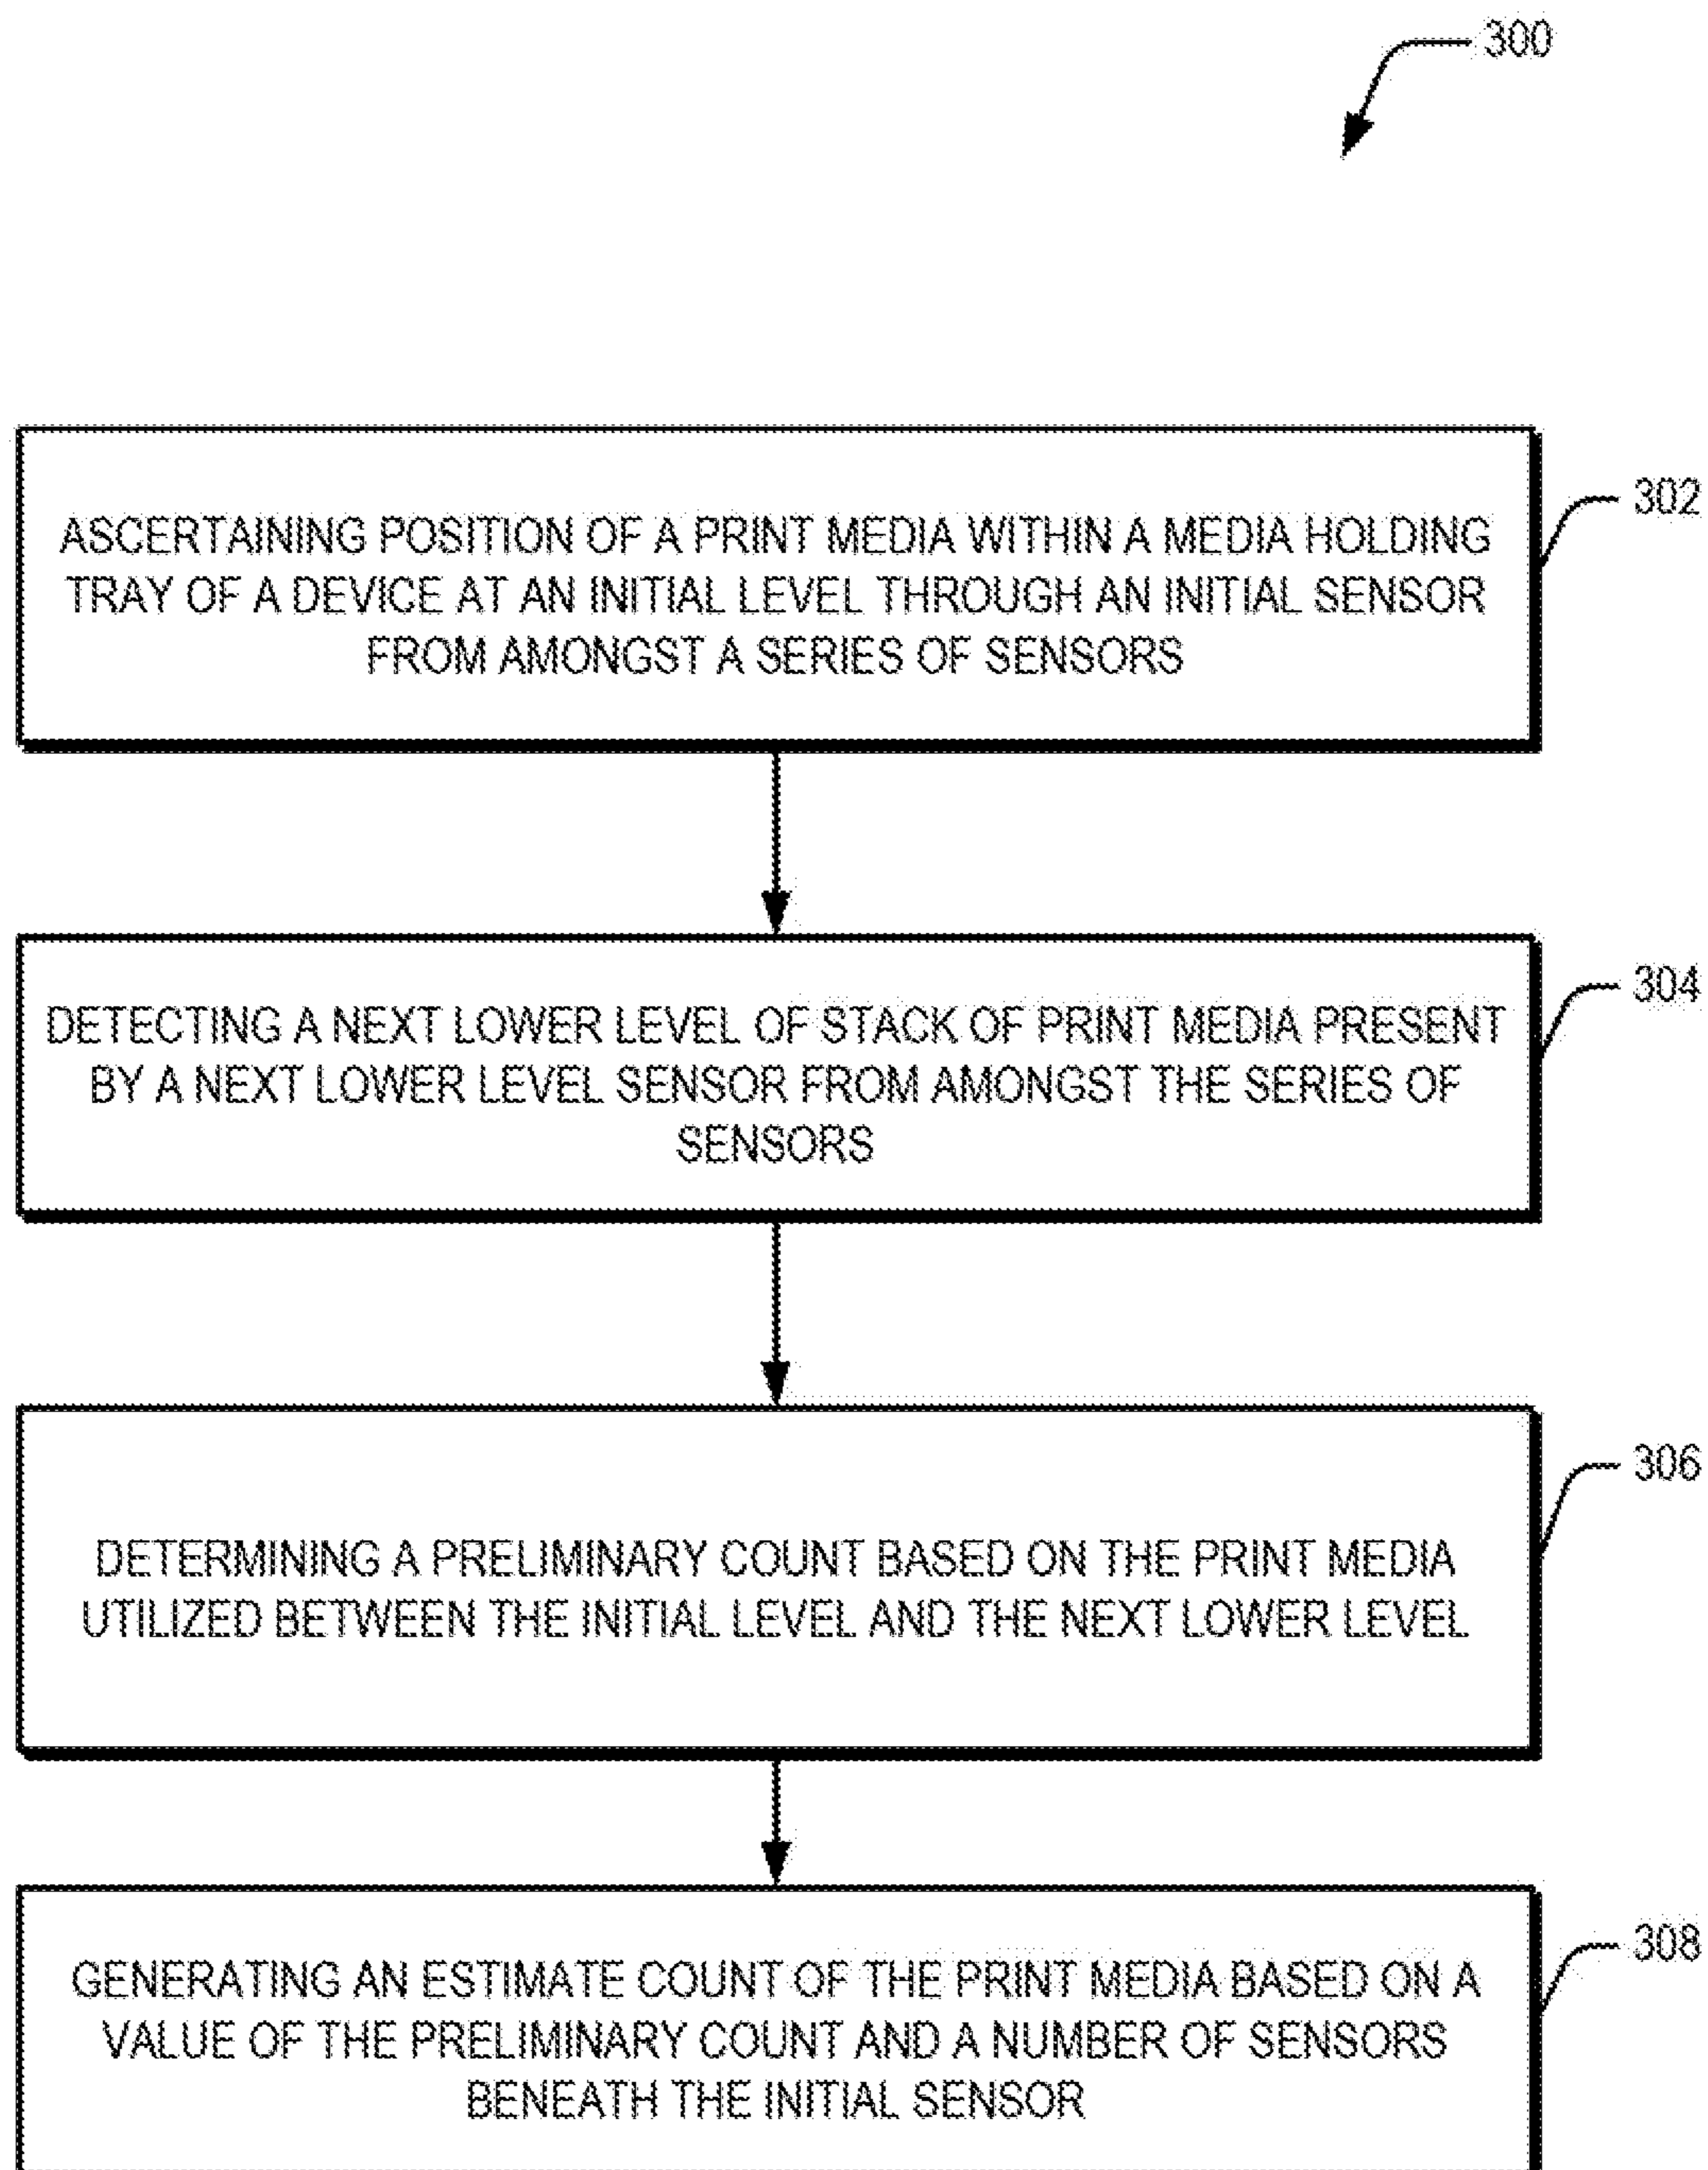 300
ASCERTAINING POSITION OF A PRINT MEDIA WITHIN A MEDIA HOLDING
TRAY OF A DEVICE AT AN INITIAL LEVEL THROUGH AN INITIAL SENSOR
FROM AMONGST A SERIES OF SENSORS
302
DETECTING A NEXT LOWER LEVEL OF STACK OF PRINT MEDIA PRESENT
BY A NEXT LOWER LEVEL SENSOR FROM AMONGST THE SERIES OF
SENSORS
304
DETERMINING A PRELIMINARY COUNT BASED ON THE PRINT MEDIA
UTILIZED BETWEEN THE INITIAL LEVEL AND THE NEXT LOWER LEVEL
306
GENERATING AN ESTIMATE COUNT OF THE PRINT MEDIA BASED ON A
VALUE OF THE PRELIMINARY COUNT AND A NUMBER OF SENSORS
BENEATH THE INITIAL SENSOR
308